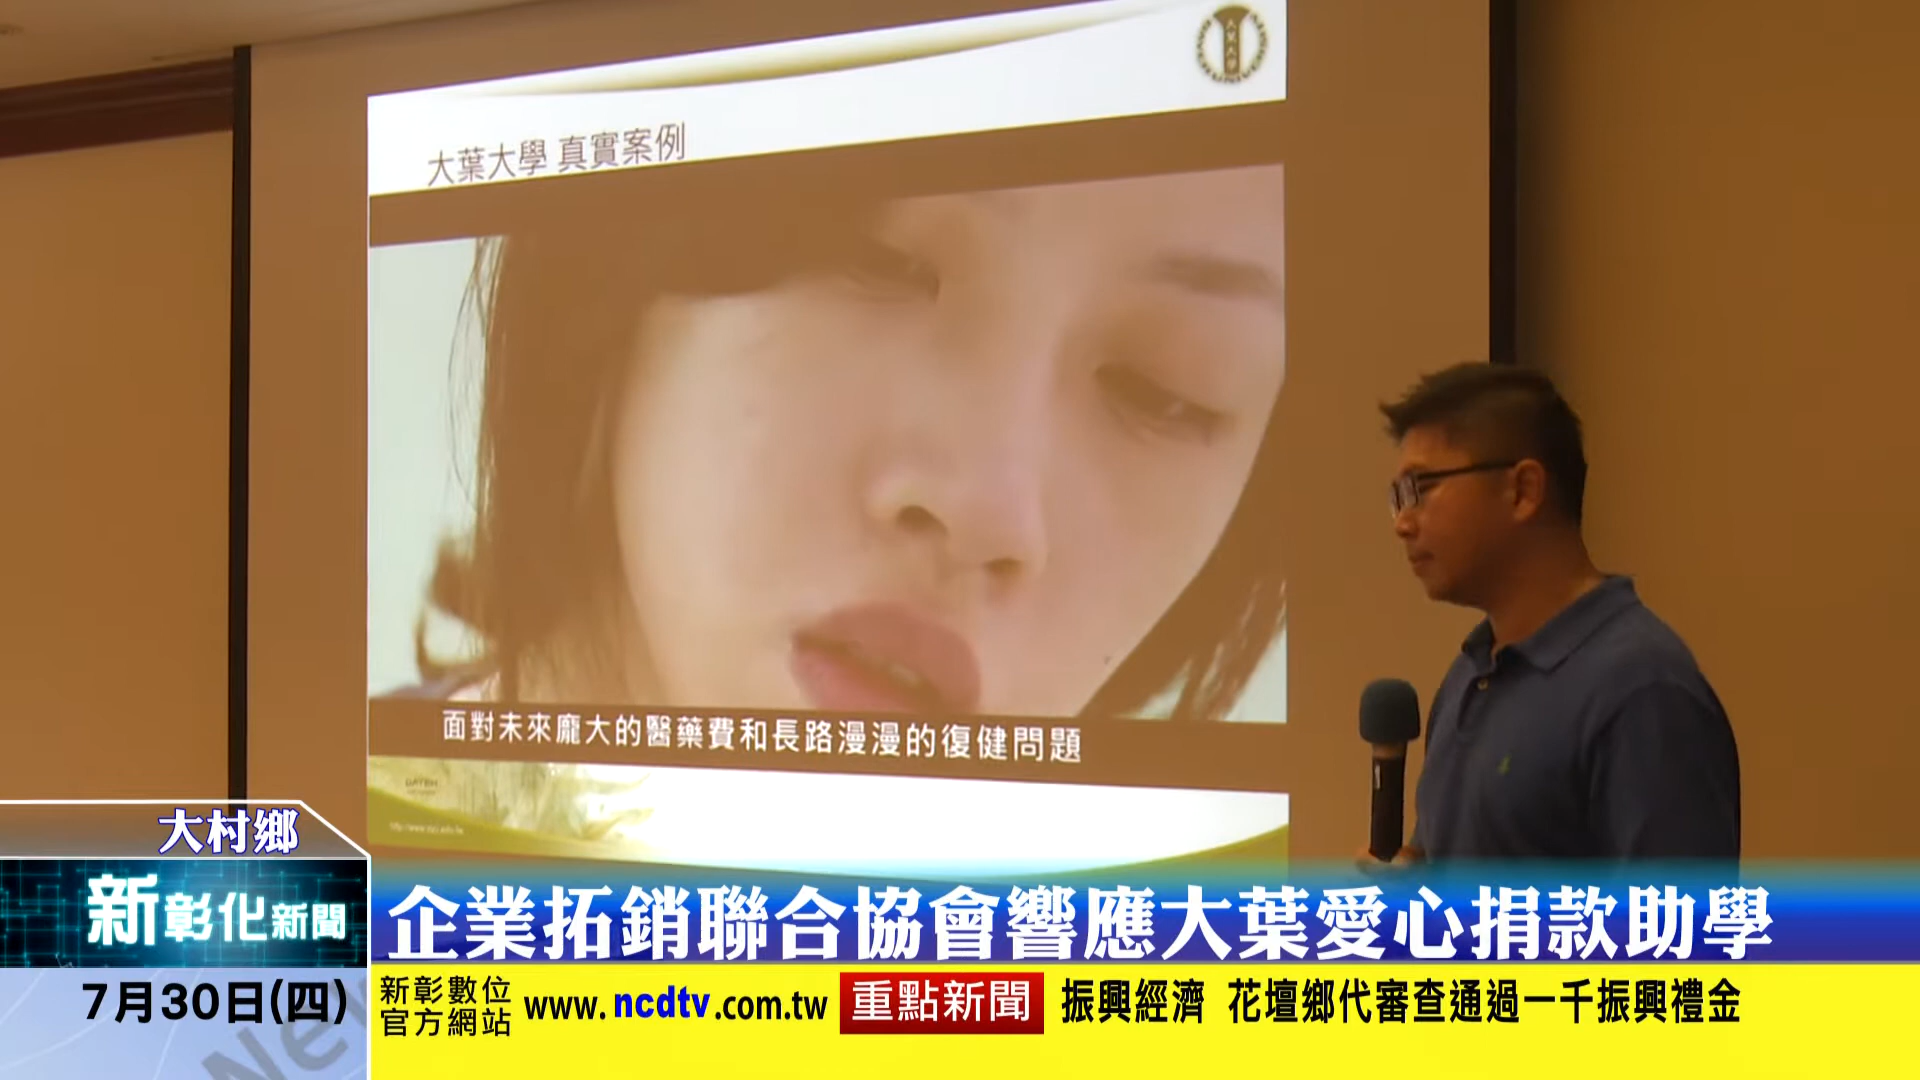 大葉大學
大葉大學 真實案例
面對未來龐大的醫藥費和長路漫漫的復健問題
大村鄉
新彰化新聞
企業拓銷聯合協會響應大葉愛心捐款助學
7月30日(四)
新彰數位官方網站
www.ncdtv.com.tw
重點新聞
振興經濟 花壇鄉代審查通過一千振興禮金